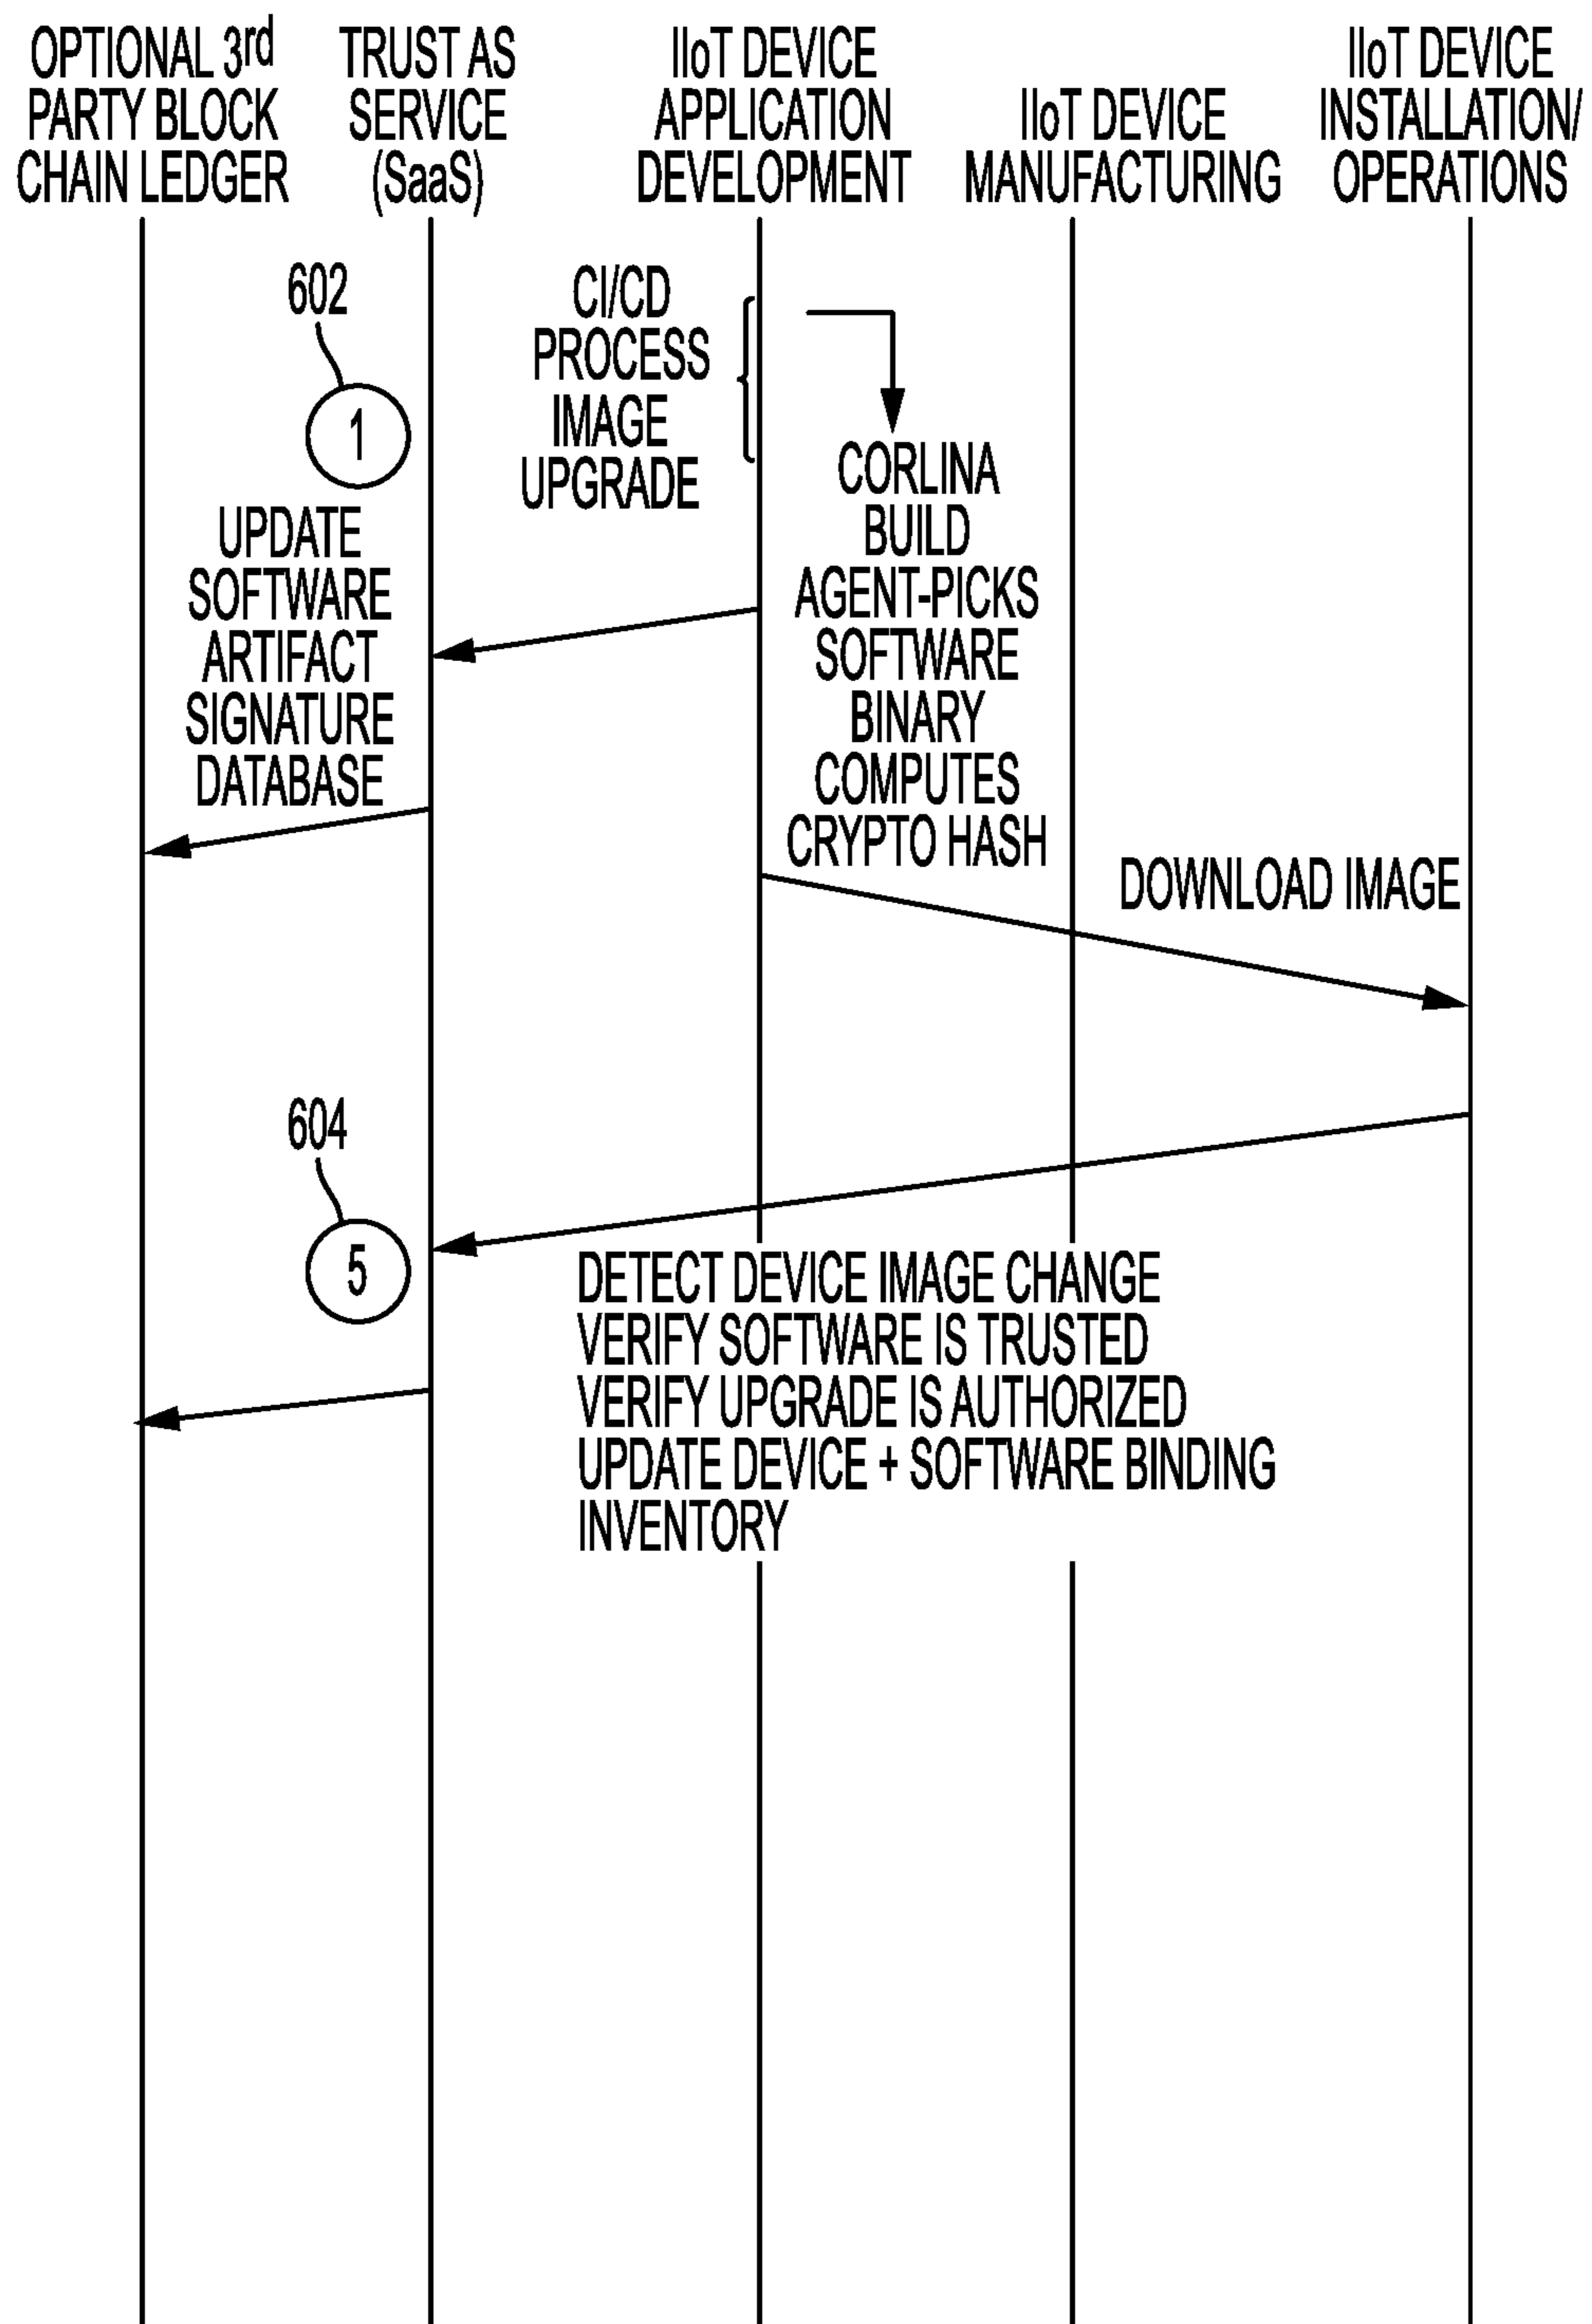 OPTIONAL 3rd
PARTY BLOCK
CHAIN LEDGER
TRUST AS
SERVICE
(SaaS)
IIoT DEVICE
APPLICATION
DEVELOPMENT
IIoT DEVICE
MANUFACTURING
IIoT DEVICE
INSTALLATION/
OPERATIONS
602
1
UPDATE
SOFTWARE
ARTIFACT
SIGNATURE
DATABASE
CI/CD
PROCESS
IMAGE
UPGRADE
CORLINA
BUILD
AGENT-PICKS
SOFTWARE
BINARY
COMPUTES
CRYPTO HASH
DOWNLOAD IMAGE
604
5
DETECT DEVICE IMAGE CHANGE
VERIFY SOFTWARE IS TRUSTED
VERIFY UPGRADE IS AUTHORIZED
UPDATE DEVICE + SOFTWARE BINDING
INVENTORY